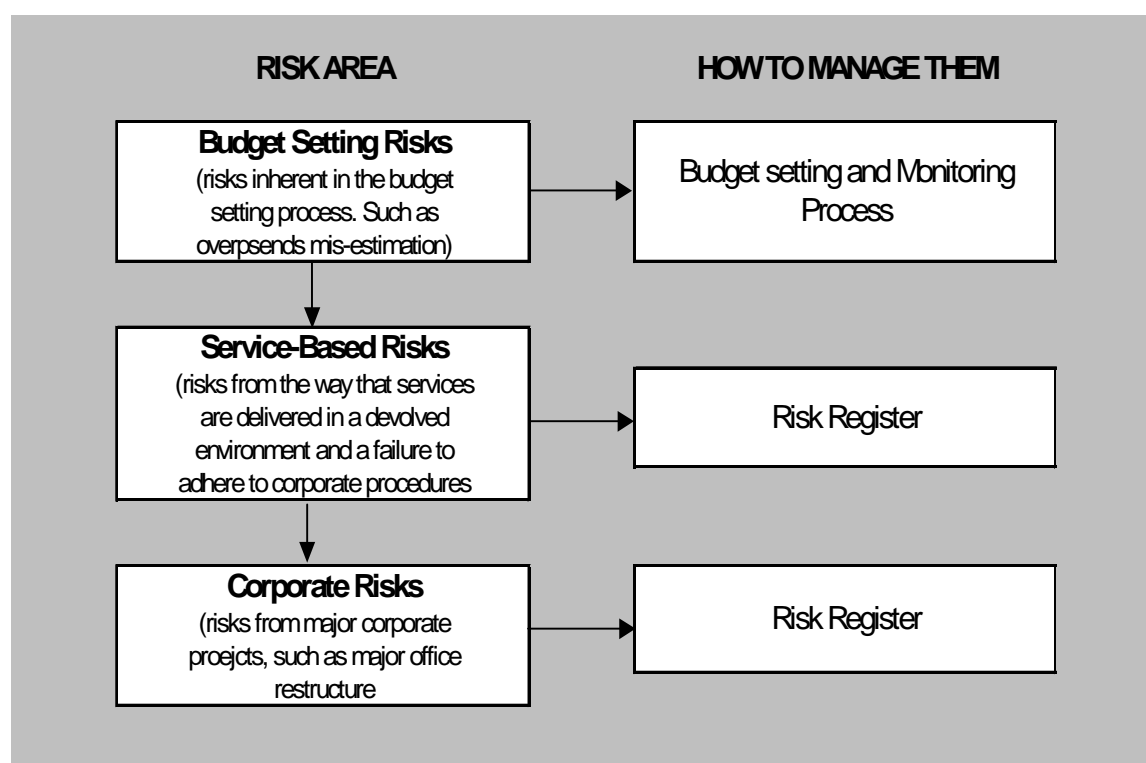 RISK AREA
HOW TO MANAGE THEM
Budget Setting Risks
(risks inherent in the budget
setting process. Such as
overpsends mis-estimation)
Budget setting and Monitoring
Process
Service-Based Risks
(risks from the way that services
are delivered in a devolved
environment and a failure to
adhere to corporate procedures
Risk Register
Corporate Risks
(risks from major corporate
proejcts, such as major office
restructure
Risk Register